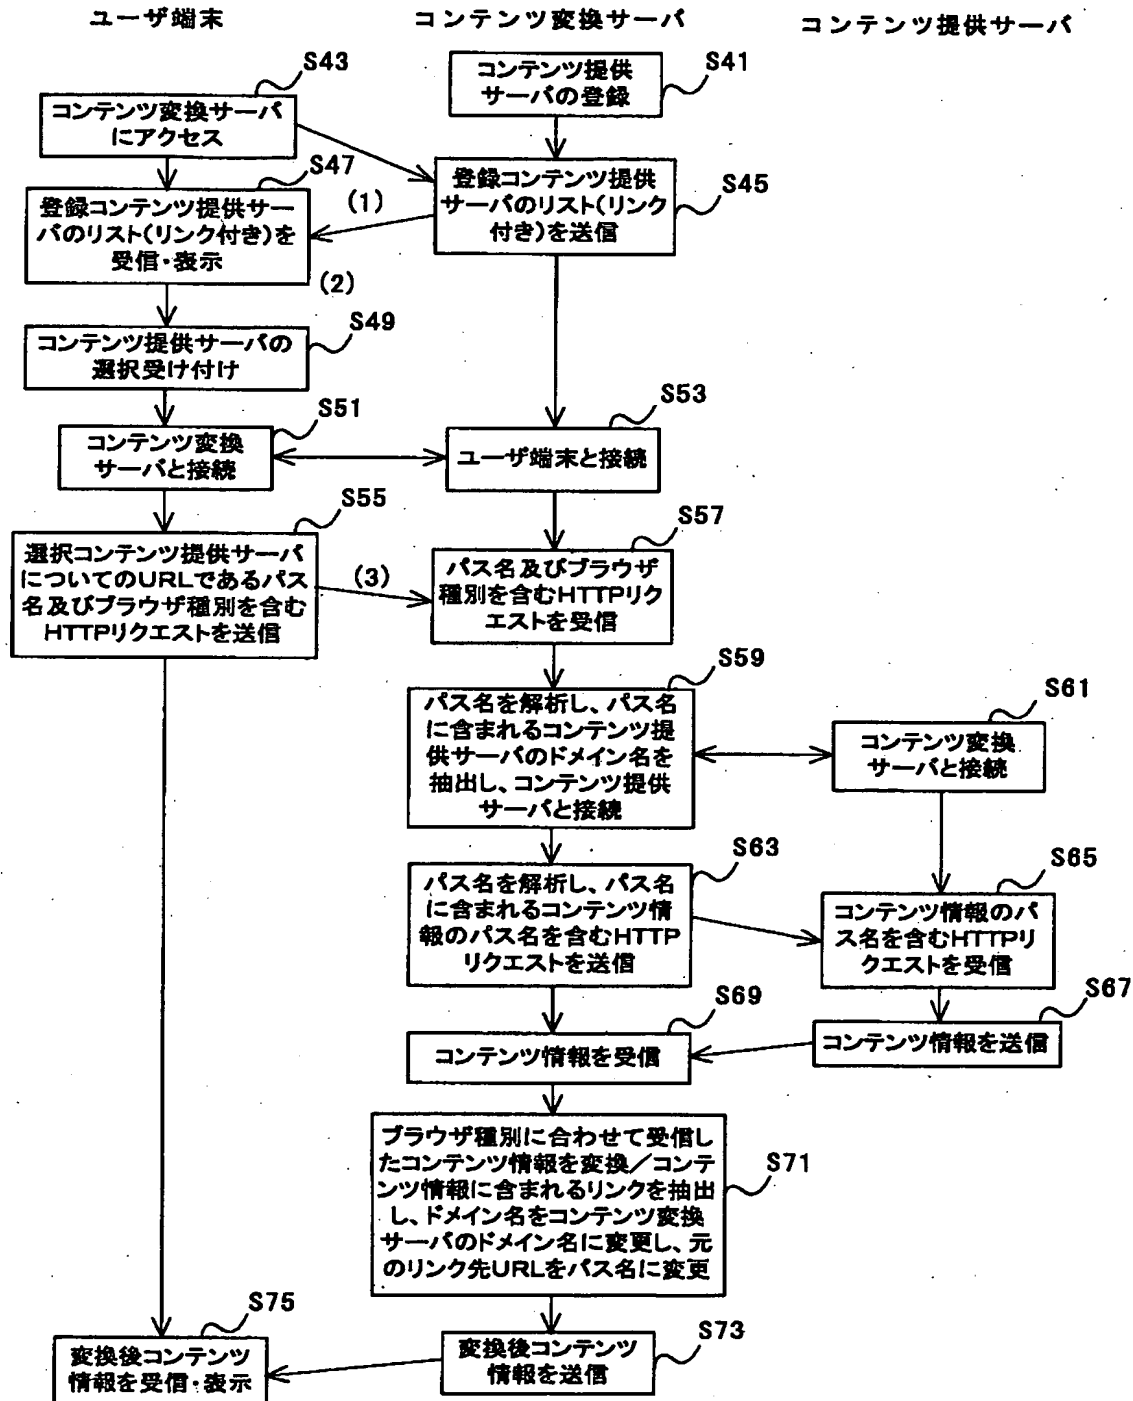 ユーザ端末
コンテンツ変換サーバ
コンテンツ提供サーバ
S41
コンテンツ提供
サーバの登録
S43
コンテンツ変換サーバ
にアクセス
S45
登録コンテンツ提供
サーバのリスト(リンク
付き)を送信
(1)
S47
登録コンテンツ提供サー
バのリスト(リンク付き)を
受信・表示
(2)
S49
コンテンツ提供サーバの
選択受け付け
S51
コンテンツ変換
サーバと接続
S53
ユーザ端末と接続
S55
選択コンテンツ提供サーバ
についてのURLであるパス
名及びブラウザ種別を含む
HTTPリクエストを送信
(3)
S57
パス名及びブラウザ
種別を含むHTTPリク
エストを受信
S59
パス名を解析し、パス名
に含まれるコンテンツ提
供サーバのドメイン名を
抽出し、コンテンツ提供
サーバと接続
S61
コンテンツ変換
サーバと接続
S63
パス名を解析し、パス名
に含まれるコンテンツ情
報のパス名を含むHTTP
リクエストを送信
S65
コンテンツ情報のパ
ス名を含むHTTPリ
クエストを受信
S67
コンテンツ情報を送信
S69
コンテンツ情報を受信
S71
ブラウザ種別に合わせて受信し
たコンテンツ情報を変換/コンテ
ンツ情報に含まれるリンクを抽出
し、ドメイン名をコンテンツ変換
サーバのドメイン名に変更し、元
のリンク先URLをパス名に変更
S73
変換後コンテンツ
情報を送信
S75
変換後コンテンツ
情報を受信・表示